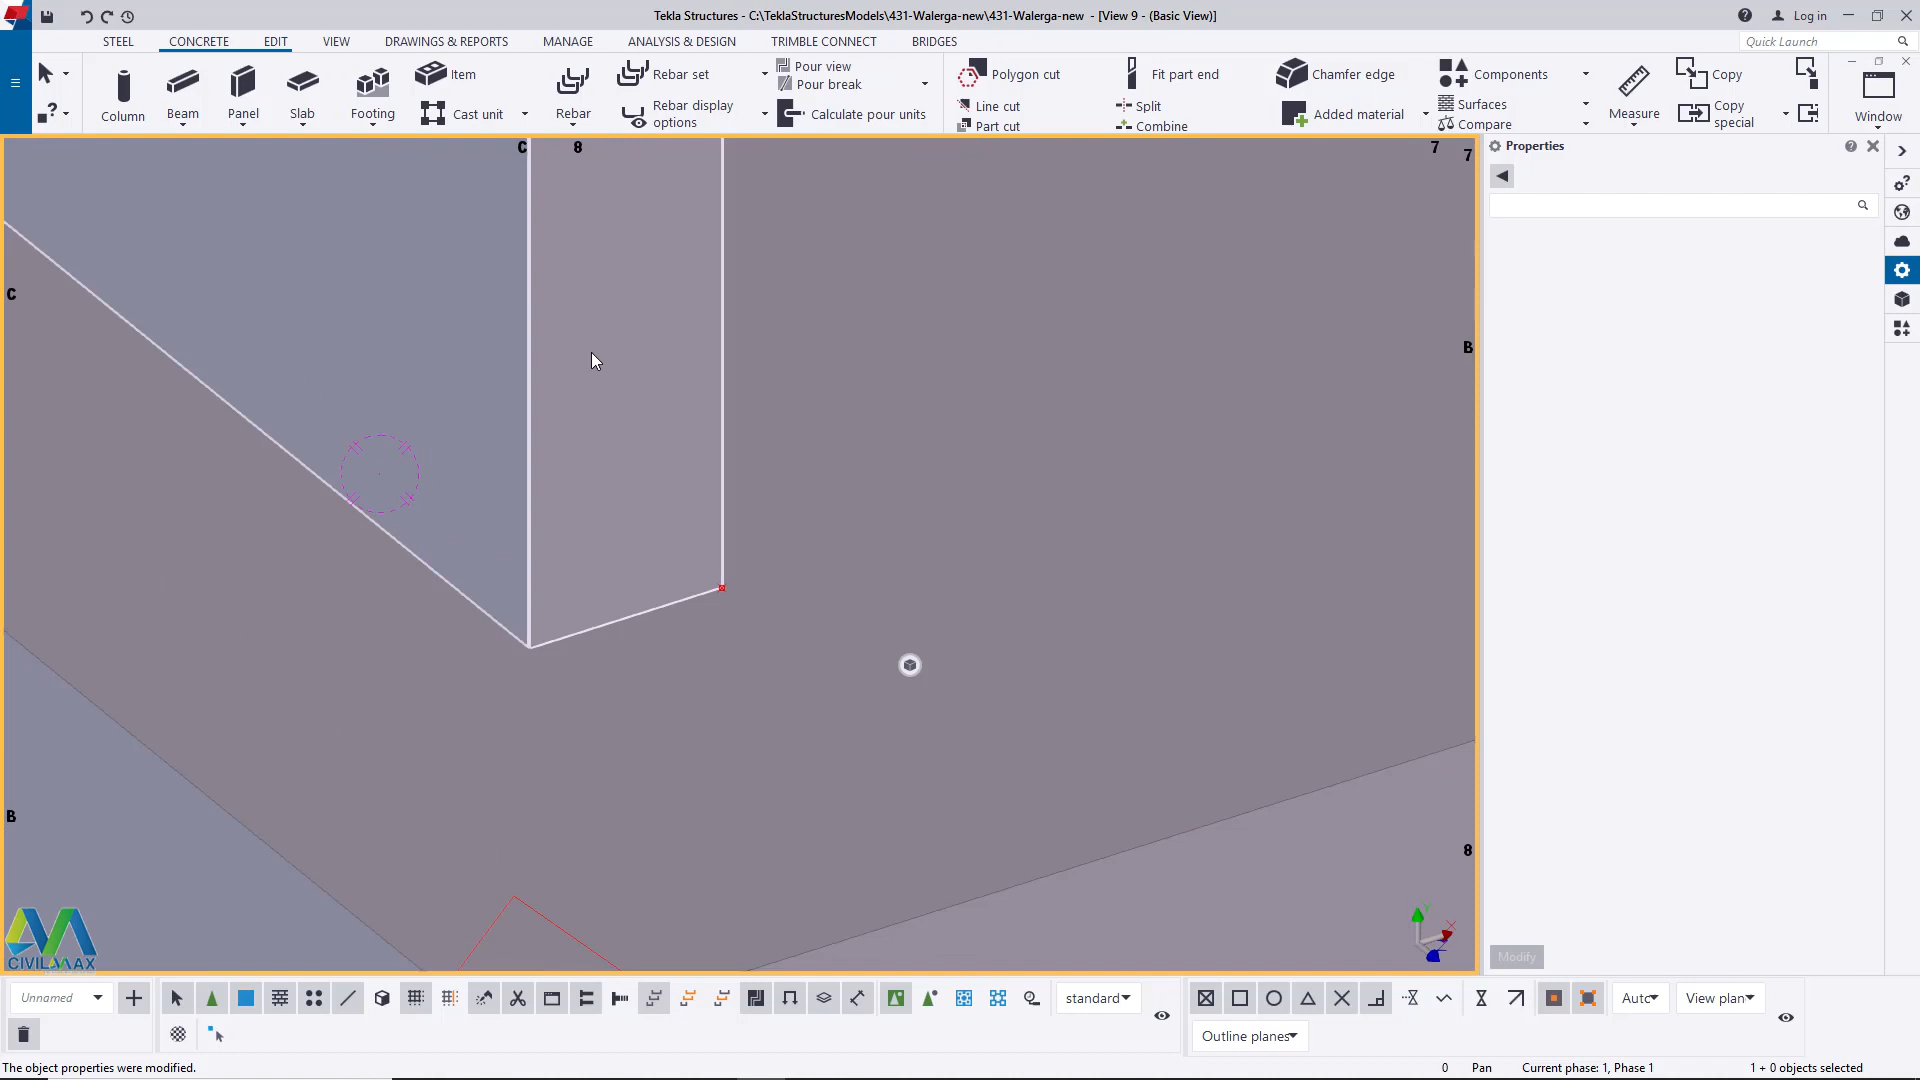 Tekla Structures - C:\TeklaStructuresModels\431-Walerga-new\431-Walerga-new - [View 9 - (Basic View)]
Log in
STEEL CONCRETE EDIT VIEW DRAWINGS & REPORTS MANAGE ANALYSIS & DESIGN TRIMBLE CONNECT BRIDGES
Quick Launch
Column
Beam
Panel
Slab
Footing
Item
Cast unit
Rebar
Rebar set
Rebar display
options
Pour view
Pour break
Calculate pour units
Polygon cut
Line cut
Part cut
Fit part end
Split
Combine
Chamfer edge
Added material
Components
Surfaces
Compare
Measure
Copy
Copy
special
Window
C 8 7 7
Properties
C
B
B
8
CIVILMAX
Modify
Unnamed
standard
Auto
View plan
Outline planes
The object properties were modified.
0 Pan Current phase: 1, Phase 1 1 + 0 objects selected